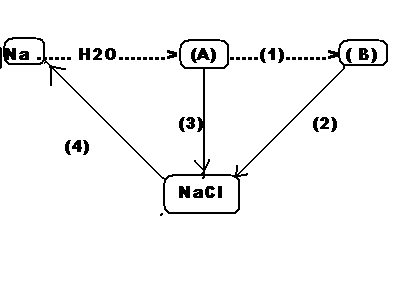 Na ...... H2O ........> (A) .....(1)......> ( B)
(3) (2)
(4)
NaCl